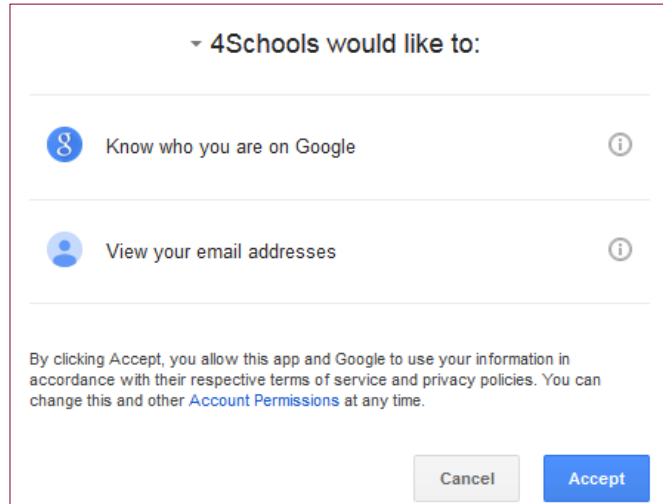 4Schools would like to:
Know who you are on Google
View your email addresses
By clicking Accept, you allow this app and Google to use your information in
accordance with their respective terms of service and privacy policies. You can
change this and other Account Permissions at any time.
Cancel Accept